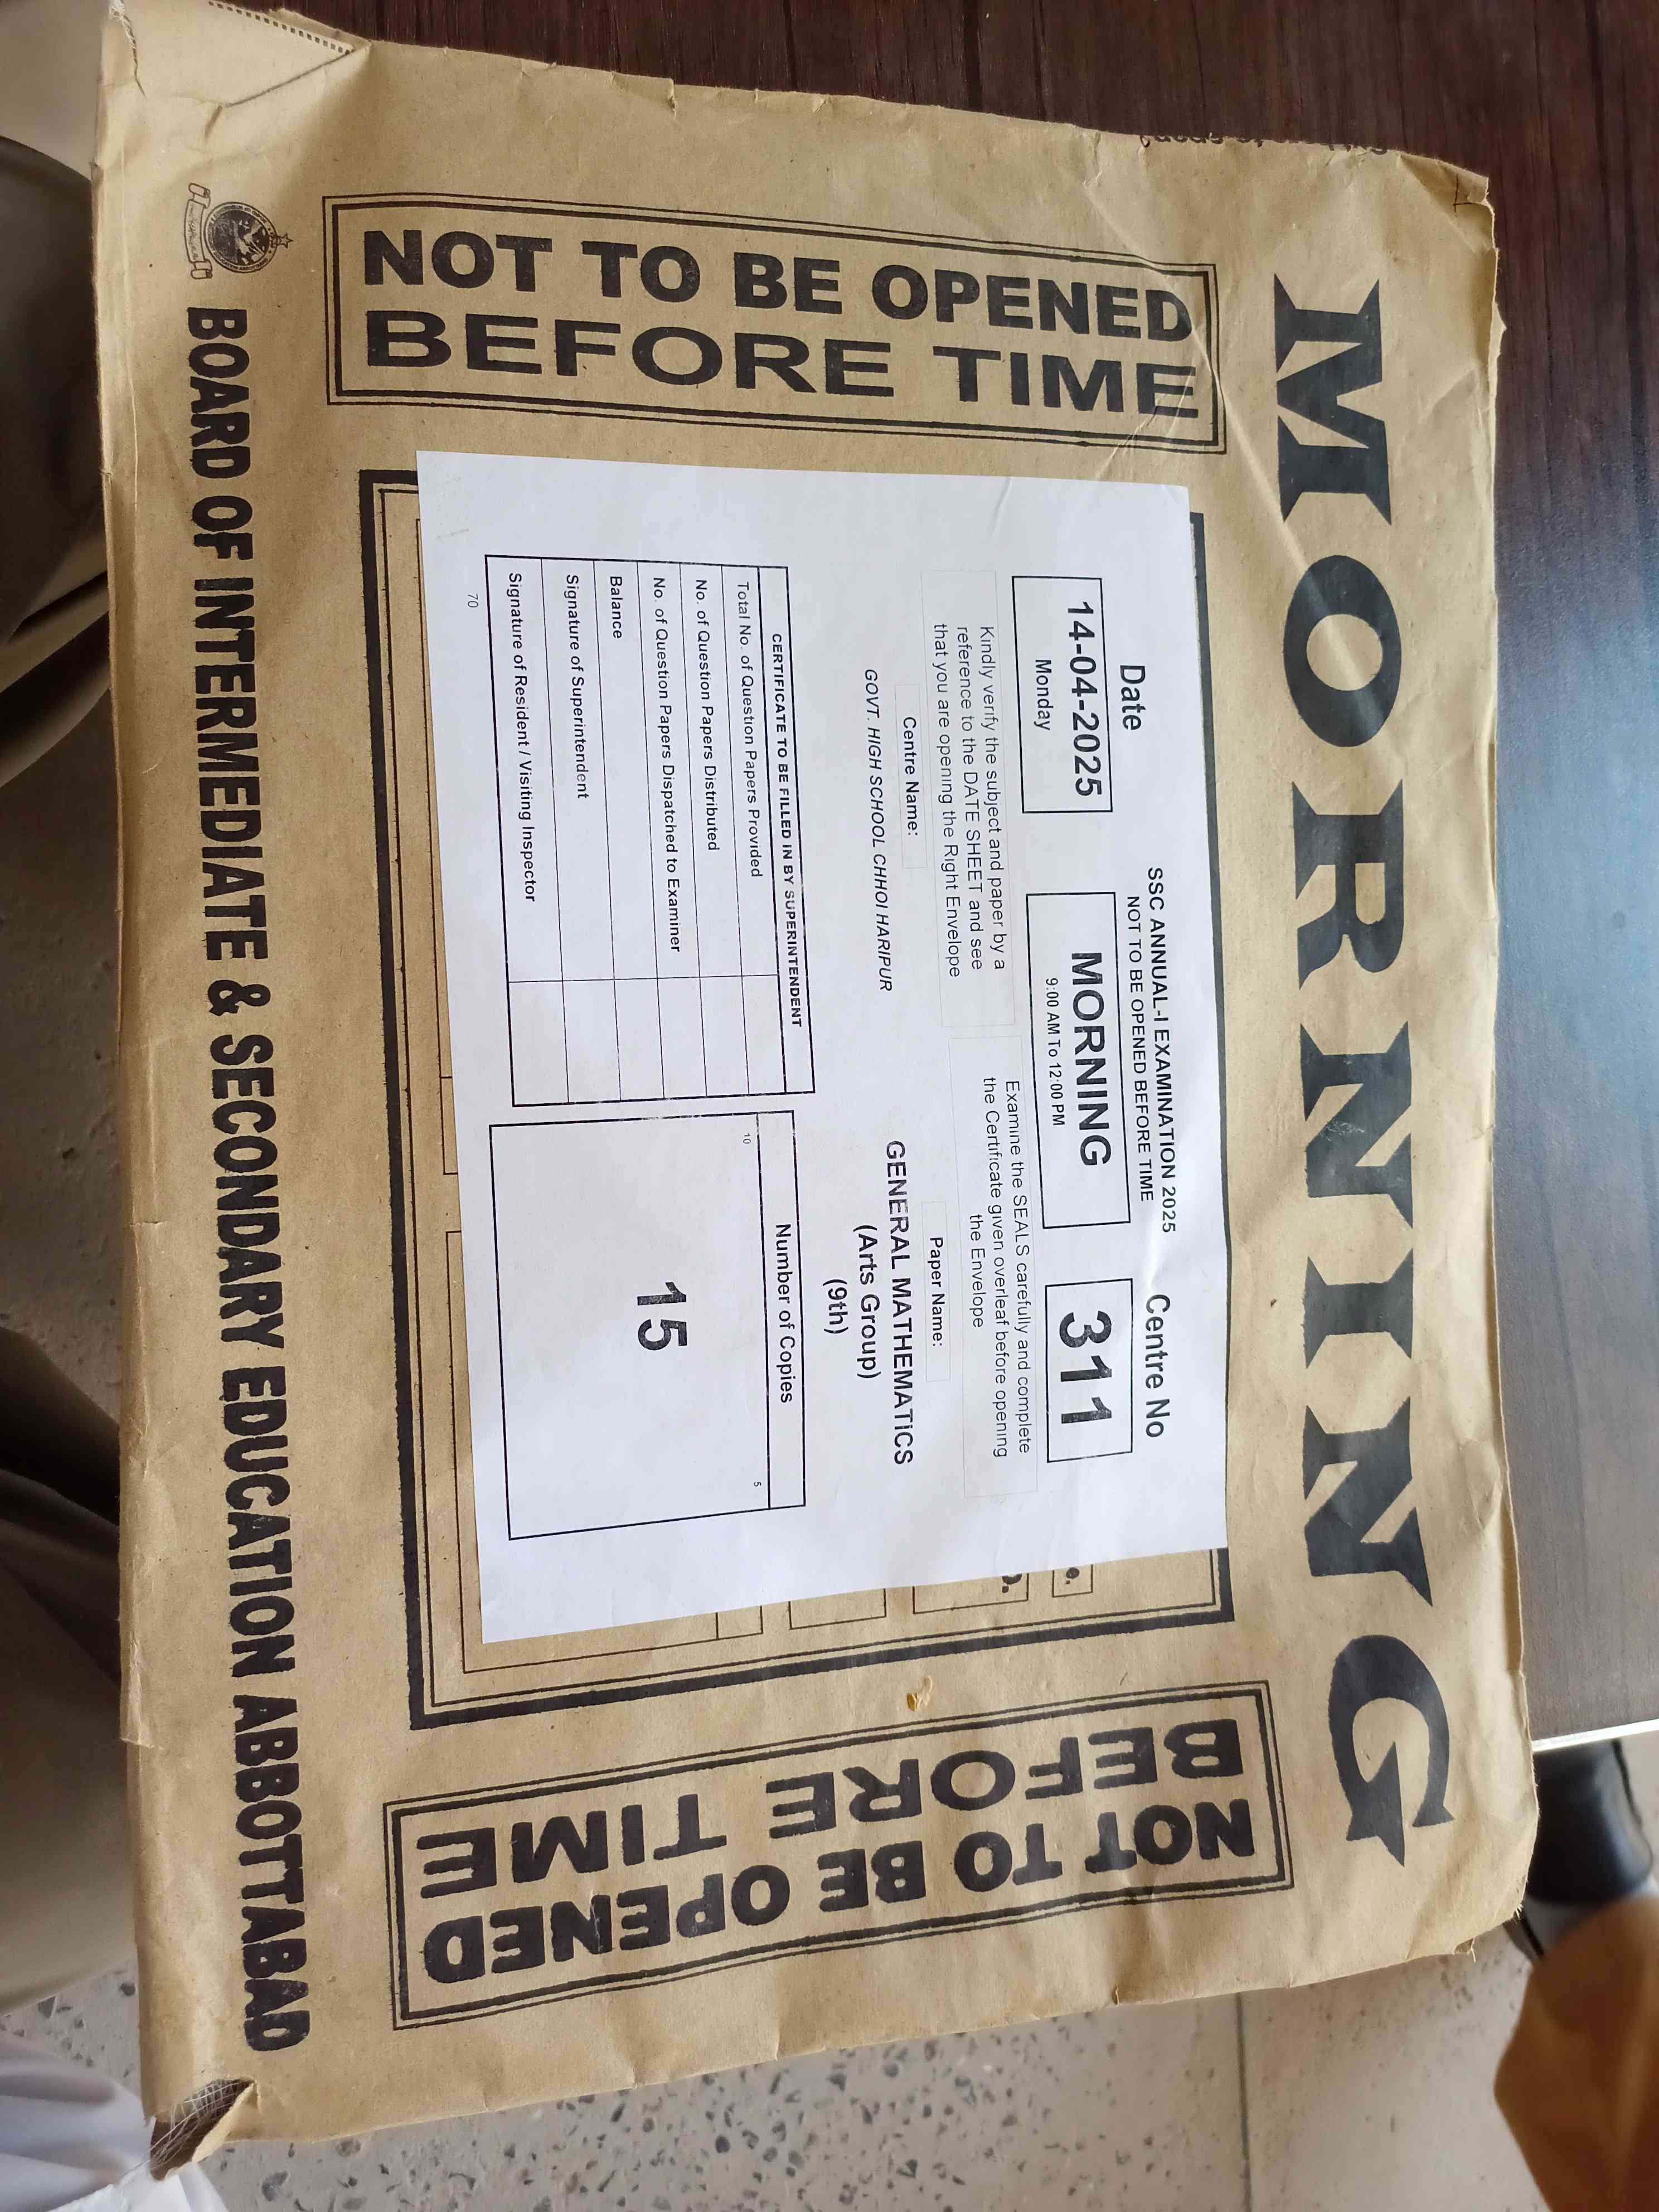 MORNING
NOT TO BE OPENED
BEFORE TIME
Date
14-04-2025
Monday
SSC ANNUAL-I EXAMINATION 2025
NOT TO BE OPENED BEFORE TIME
MORNING
9:00 AM To 12:00 PM
Centre No
311
Kindly verify the subject and paper by a
reference to the DATE SHEET and see
that you are opening the Right Envelope
Examine the SEALS carefully and complete
the Certificate given overleaf before opening
the Envelope
Centre Name:
GOVT. HIGH SCHOOL CHHOI HARIPUR
Paper Name:
GENERAL MATHEMATICS
(Arts Group)
(9th)
CERTIFICATE TO BE FILLED IN BY SUPERINTENDENT
Total No. of Question Papers Provided
No. of Question Papers Distributed
No. of Question Papers Dispatched to Examiner
Balance
Signature of Superintendent
Signature of Resident / Visiting Inspector
70
Number of Copies
10
5
15
NOT TO BE OPENED
BEFORE TIME
BOARD OF INTERMEDIATE & SECONDARY EDUCATION ABBOTTABAD